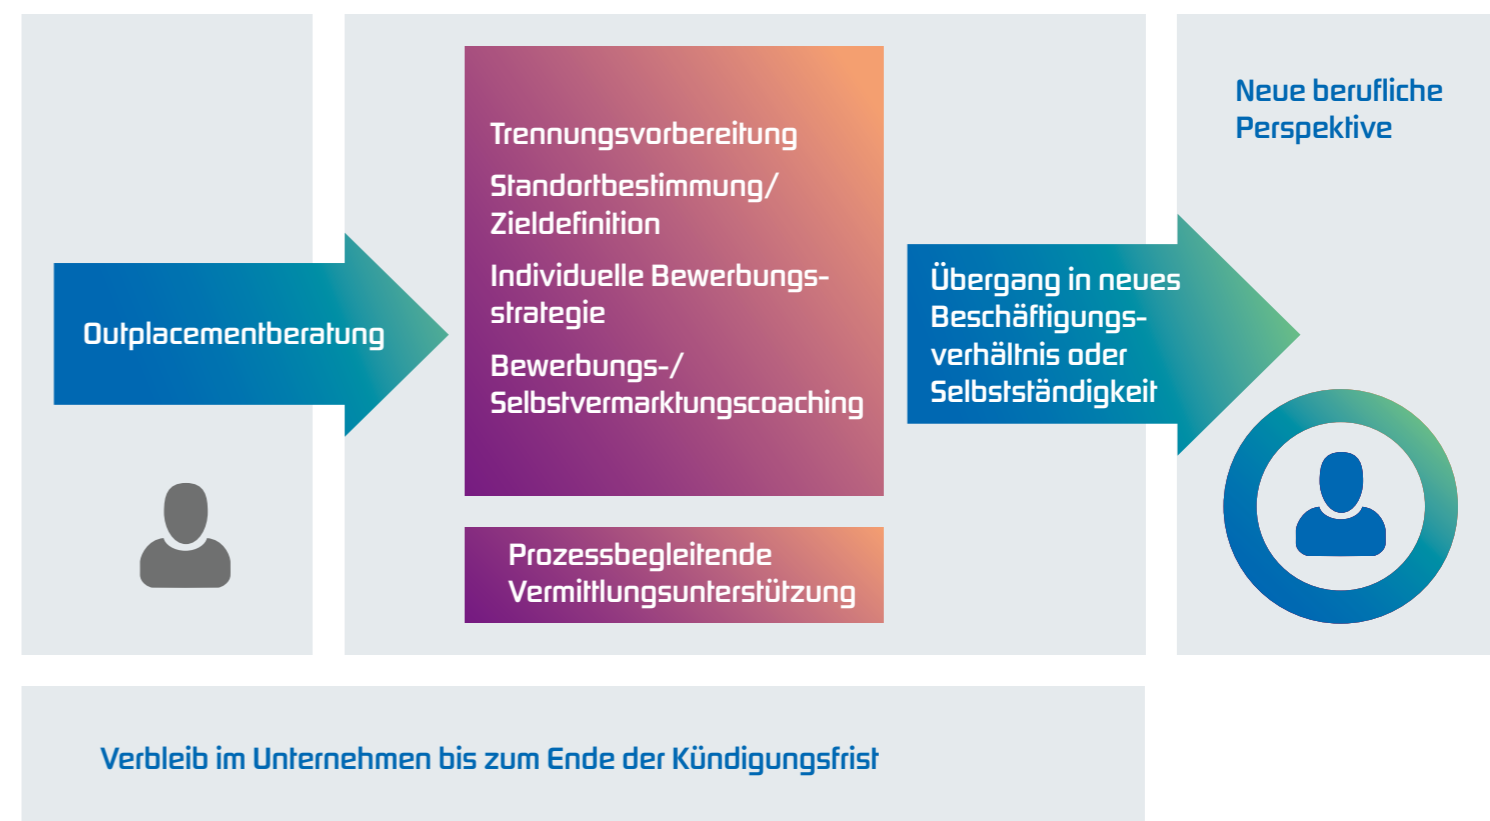 Outplacementberatung
Trennungsvorbereitung
Standortbestimmung/
Zieldefinition
Individuelle Bewerbungs-
strategie
Bewerbungs-/
Selbstvermarktungscoaching
Prozessbegleitende
Vermittlungsunterstützung
Übergang in neues
Beschäftigungs-
verhältnis oder
Selbstständigkeit
Neue berufliche
Perspektive
Verbleib im Unternehmen bis zum Ende der Kündigungsfrist